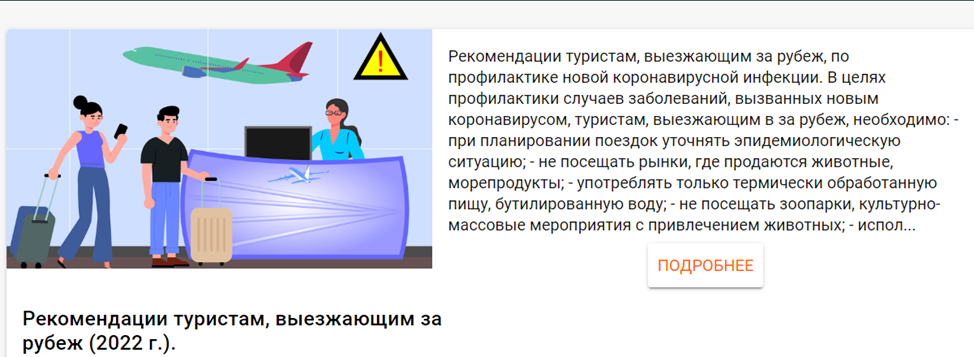 Рекомендации туристам, выезжающим за рубеж, по
профилактике новой коронавирусной инфекции. В целях
профилактики случаев заболеваний, вызванных новым
коронавирусом, туристам, выезжающим в за рубеж, необходимо: -
при планировании поездок уточнять эпидемиологическую
ситуацию; - не посещать рынки, где продаются животные,
морепродукты; - употреблять только термически обработанную
пищу, бутилированную воду; - не посещать зоопарки, культурно-
массовые мероприятия с привлечением животных; - испол...
ПОДРОБНЕЕ
Рекомендации туристам, выезжающим за
рубеж (2022 г.).